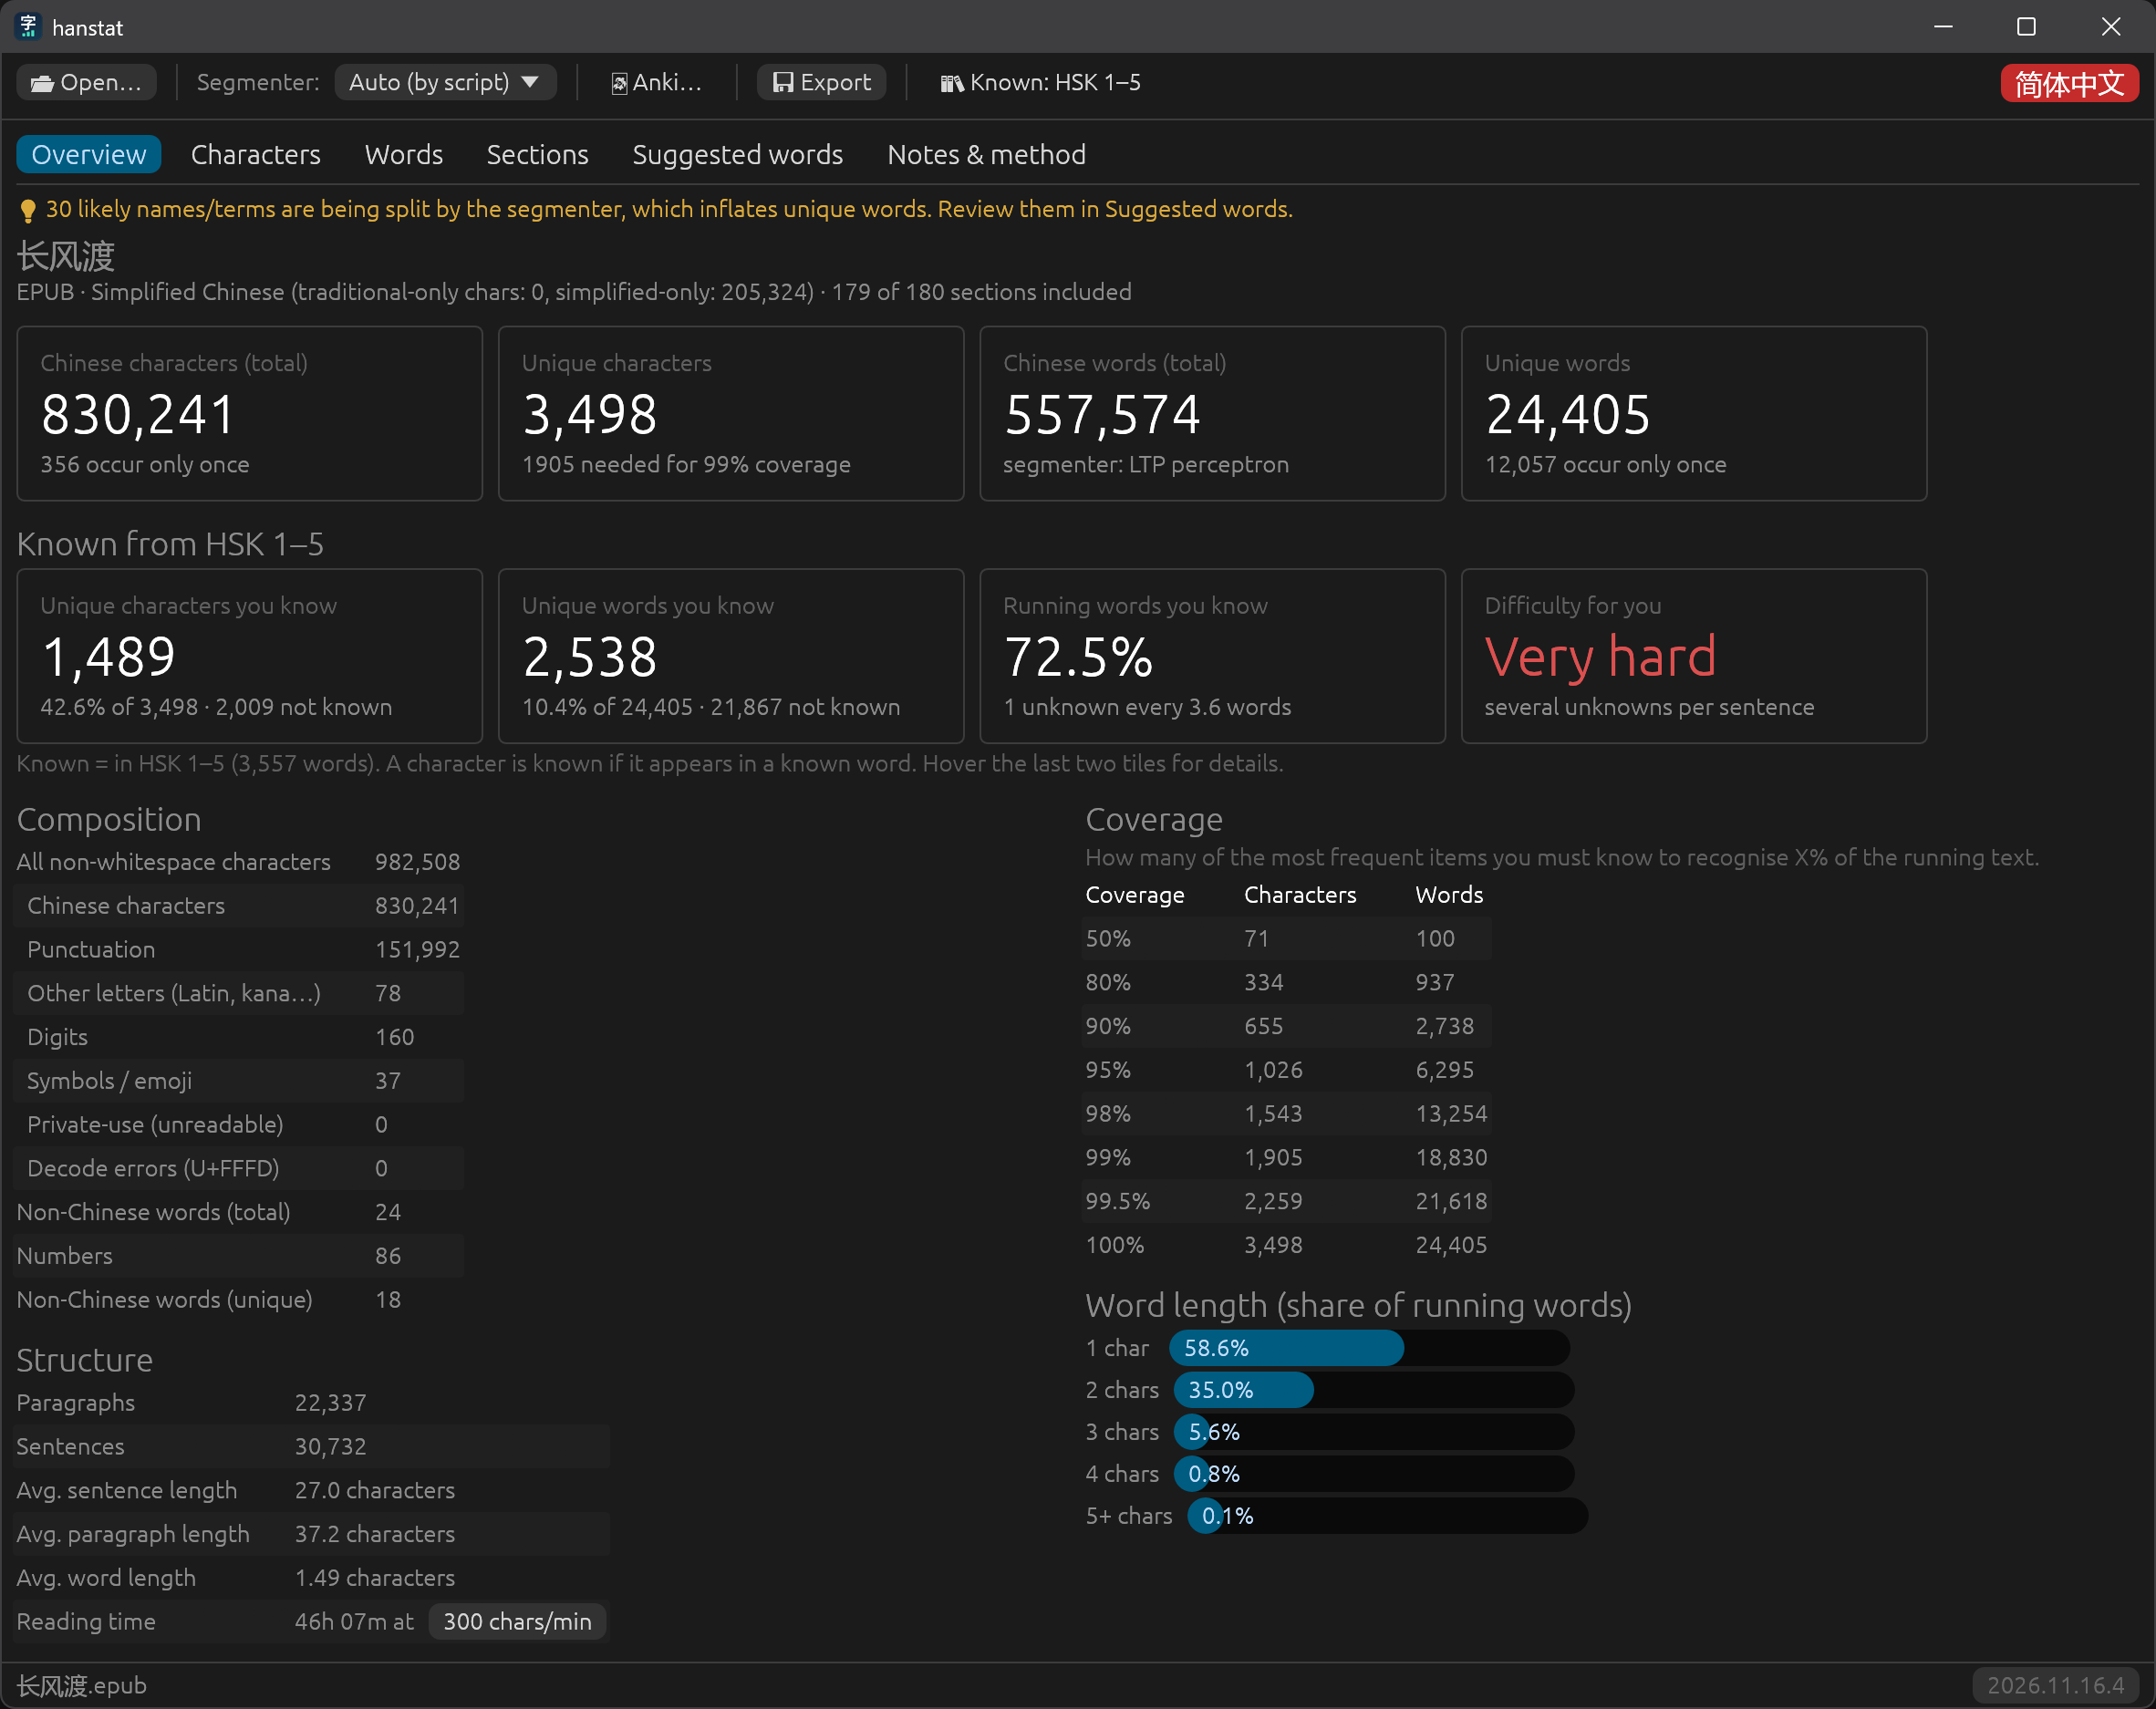 hanstat
Open… Segmenter: Auto (by script) Anki… Export Known: HSK 1–5 简体中文
Overview Characters Words Sections Suggested words Notes & method
30 likely names/terms are being split by the segmenter, which inflates unique words. Review them in Suggested words.
长风渡
EPUB · Simplified Chinese (traditional-only chars: 0, simplified-only: 205,324) · 179 of 180 sections included
Chinese characters (total)
830,241
356 occur only once
Unique characters
3,498
1905 needed for 99% coverage
Chinese words (total)
557,574
segmenter: LTP perceptron
Unique words
24,405
12,057 occur only once
Known from HSK 1–5
Unique characters you know
1,489
42.6% of 3,498 · 2,009 not known
Unique words you know
2,538
10.4% of 24,405 · 21,867 not known
Running words you know
72.5%
1 unknown every 3.6 words
Difficulty for you
Very hard
several unknowns per sentence
Known = in HSK 1–5 (3,557 words). A character is known if it appears in a known word. Hover the last two tiles for details.
Composition
All non-whitespace characters 982,508
Chinese characters 830,241
Punctuation 151,992
Other letters (Latin, kana…) 78
Digits 160
Symbols / emoji 37
Private-use (unreadable) 0
Decode errors (U+FFFD) 0
Non-Chinese words (total) 24
Numbers 86
Non-Chinese words (unique) 18
Structure
Paragraphs 22,337
Sentences 30,732
Avg. sentence length 27.0 characters
Avg. paragraph length 37.2 characters
Avg. word length 1.49 characters
Reading time 46h 07m at 300 chars/min
Coverage
How many of the most frequent items you must know to recognise X% of the running text.
Coverage Characters Words
50% 71 100
80% 334 937
90% 655 2,738
95% 1,026 6,295
98% 1,543 13,254
99% 1,905 18,830
99.5% 2,259 21,618
100% 3,498 24,405
Word length (share of running words)
1 char 58.6%
2 chars 35.0%
3 chars 5.6%
4 chars 0.8%
5+ chars 0.1%
长风渡.epub
2026.11.16.4